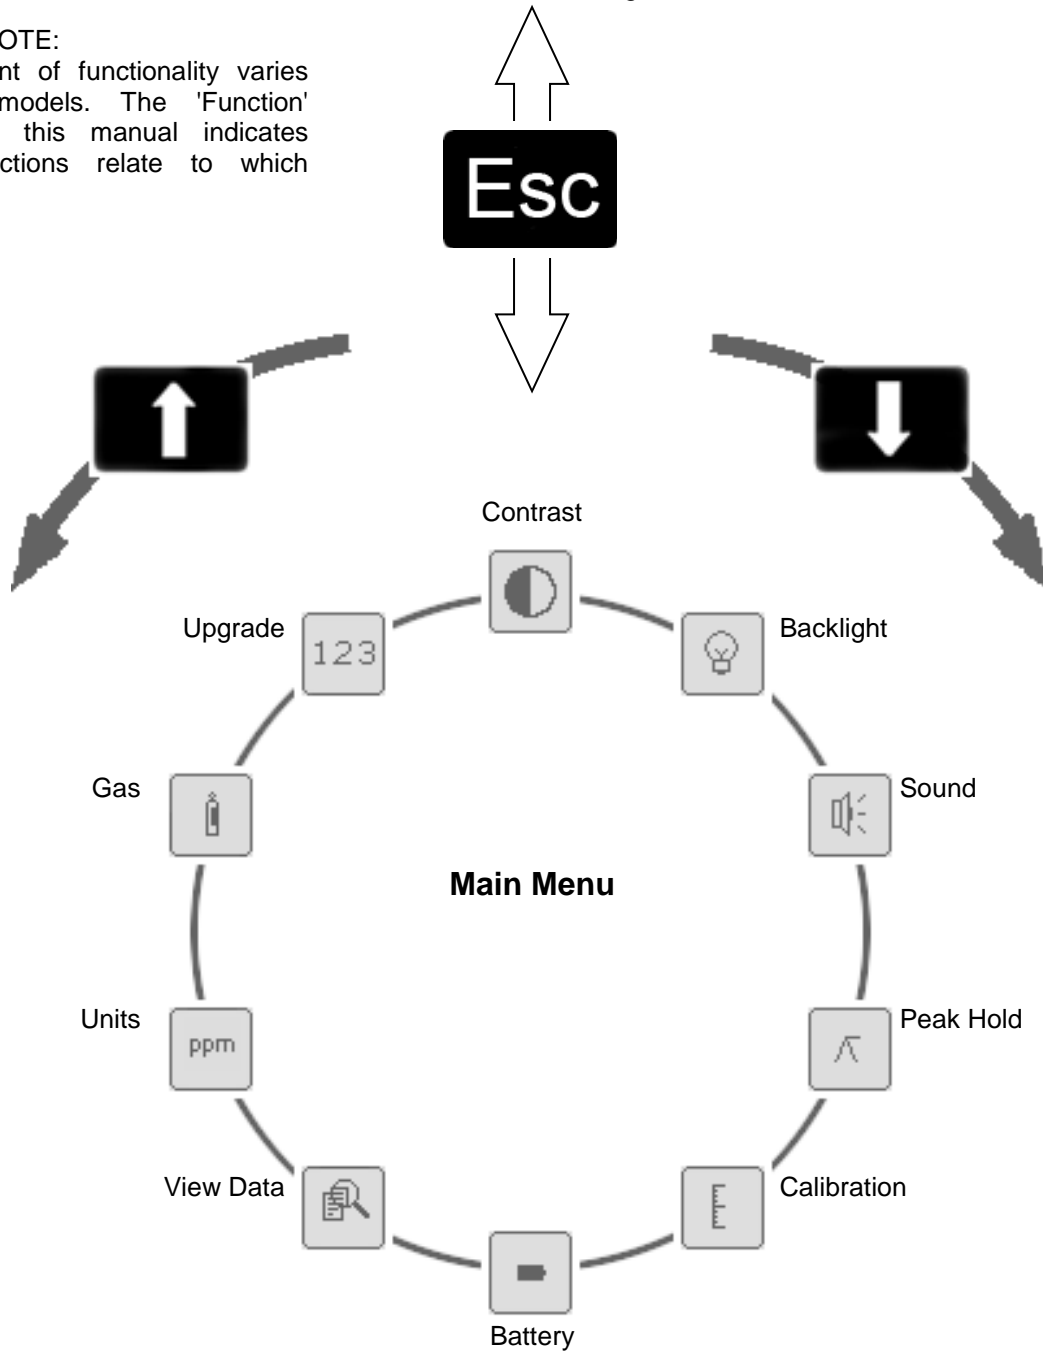 OTE:
nt of functionality varies
models. The 'Function'
this manual indicates
ctions relate to which
Esc
Contrast
Upgrade
123
Backlight
Gas
Sound
Main Menu
Units
ppm
Peak Hold
View Data
Calibration
Battery